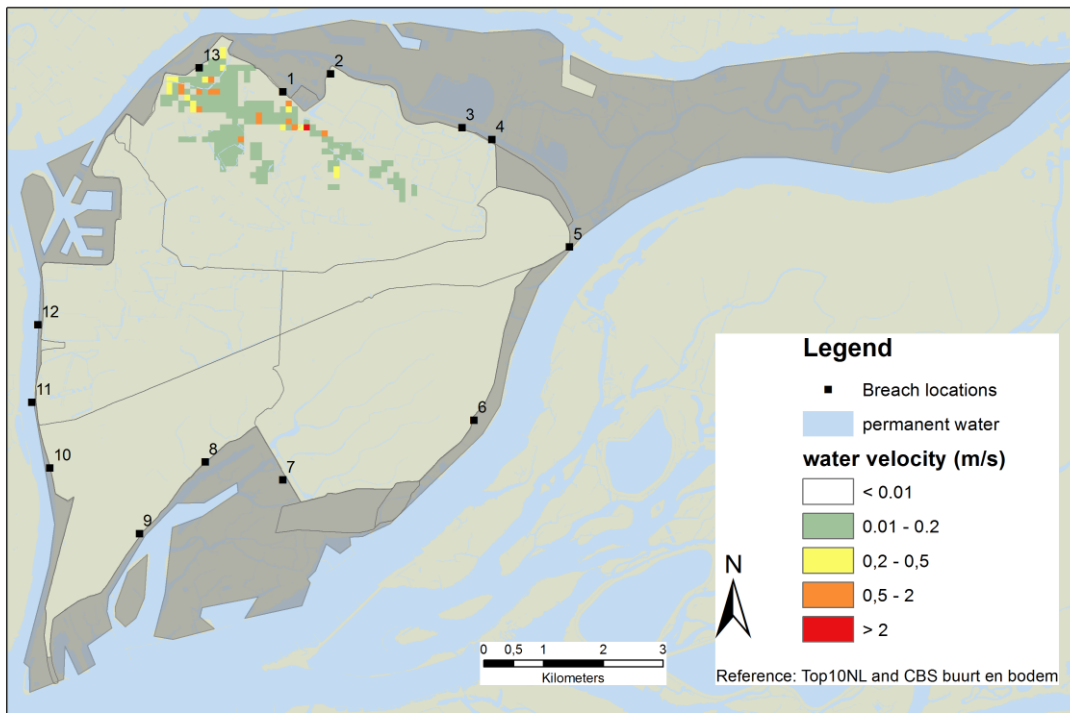 13
1
2
3
4
5
12
11
6
10
8
7
9
N
0 0,5 1 2 3
Kilometers
Legend
Breach locations
permanent water
water velocity (m/s)
< 0.01
0.01 - 0.2
0,2 - 0,5
0,5 - 2
> 2
Reference: Top10NL and CBS buurt en bodem